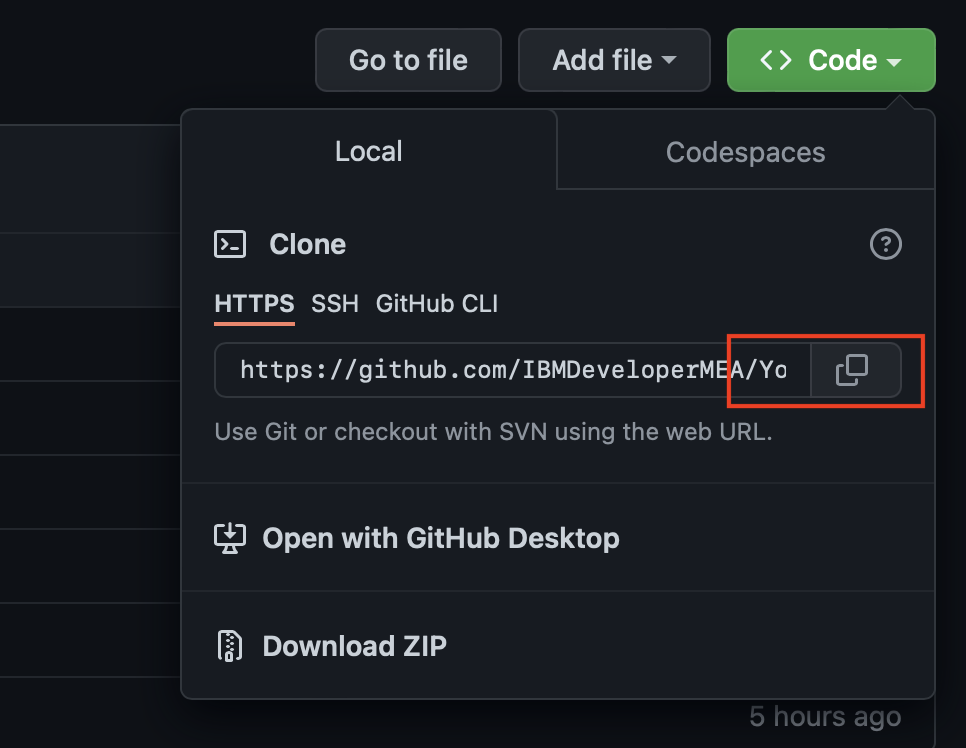 Go to file Add file Code
Local Codespaces
Clone
HTTPS SSH GitHub CLI
https://github.com/IBMDeveloperMEA/Yo
Use Git or checkout with SVN using the web URL.
Open with GitHub Desktop
Download ZIP
5 hours ago